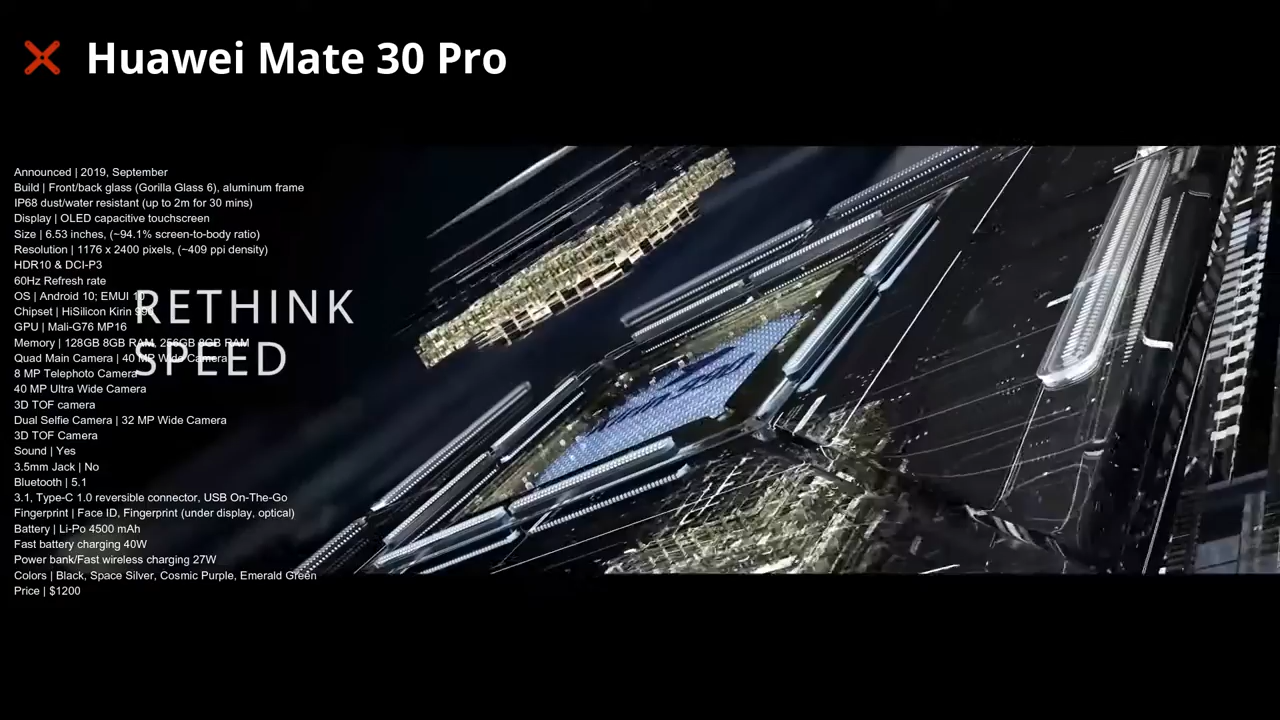 Huawei Mate 30 Pro
Announced | 2019, September
Build | Front/back glass (Gorilla Glass 6), aluminum frame
IP68 dust/water resistant (up to 2m for 30 mins)
Display | OLED capacitive touchscreen
Size | 6.53 inches, (~94.1% screen-to-body ratio)
Resolution | 1176 x 2400 pixels, (~409 ppi density)
HDR10 & DCI-P3
60Hz Refresh rate
OS | Android 10; EMUI
Chipset | HiSilicon Kirin
GPU | Mali-G76 MP16
Memory | 128GB 8GB RAM, 256GB 8GB RAM
Quad Main Camera | 40 MP Wide Camera
8 MP Telephoto Camera
40 MP Ultra Wide Camera
3D TOF camera
Dual Selfie Camera | 32 MP Wide Camera
3D TOF Camera
Sound | Yes
3.5mm Jack | No
Bluetooth | 5.1
3.1, Type-C 1.0 reversible connector, USB On-The-Go
Fingerprint | Face ID, Fingerprint (under display, optical)
Battery | Li-Po 4500 mAh
Fast battery charging 40W
Power bank/Fast wireless charging 27W
Colors | Black, Space Silver, Cosmic Purple, Emerald Green
Price | $1200
RETHINK
SPEED